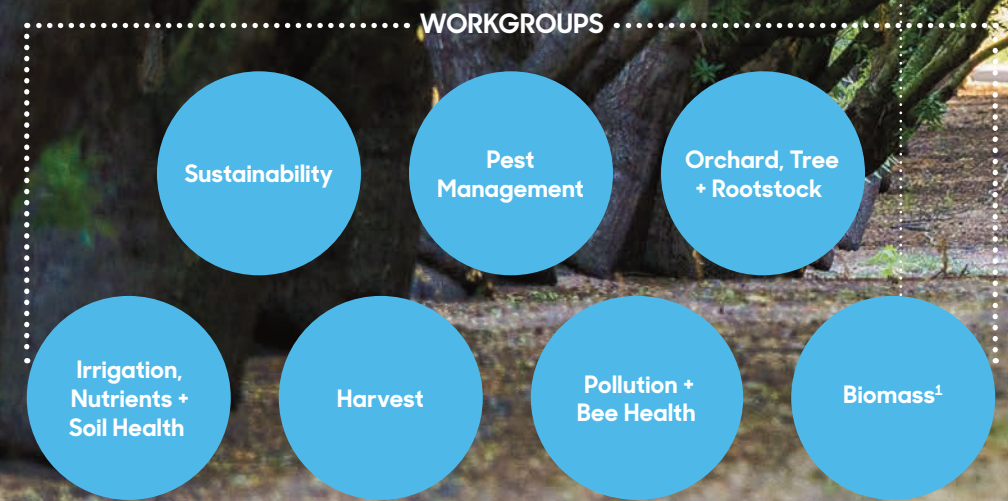 WORKGROUPS
Sustainability
Pest
Management
Orchard, Tree
+ Rootstock
Irrigation,
Nutrients +
Soil Health
Harvest
Pollution +
Bee Health
Biomass¹